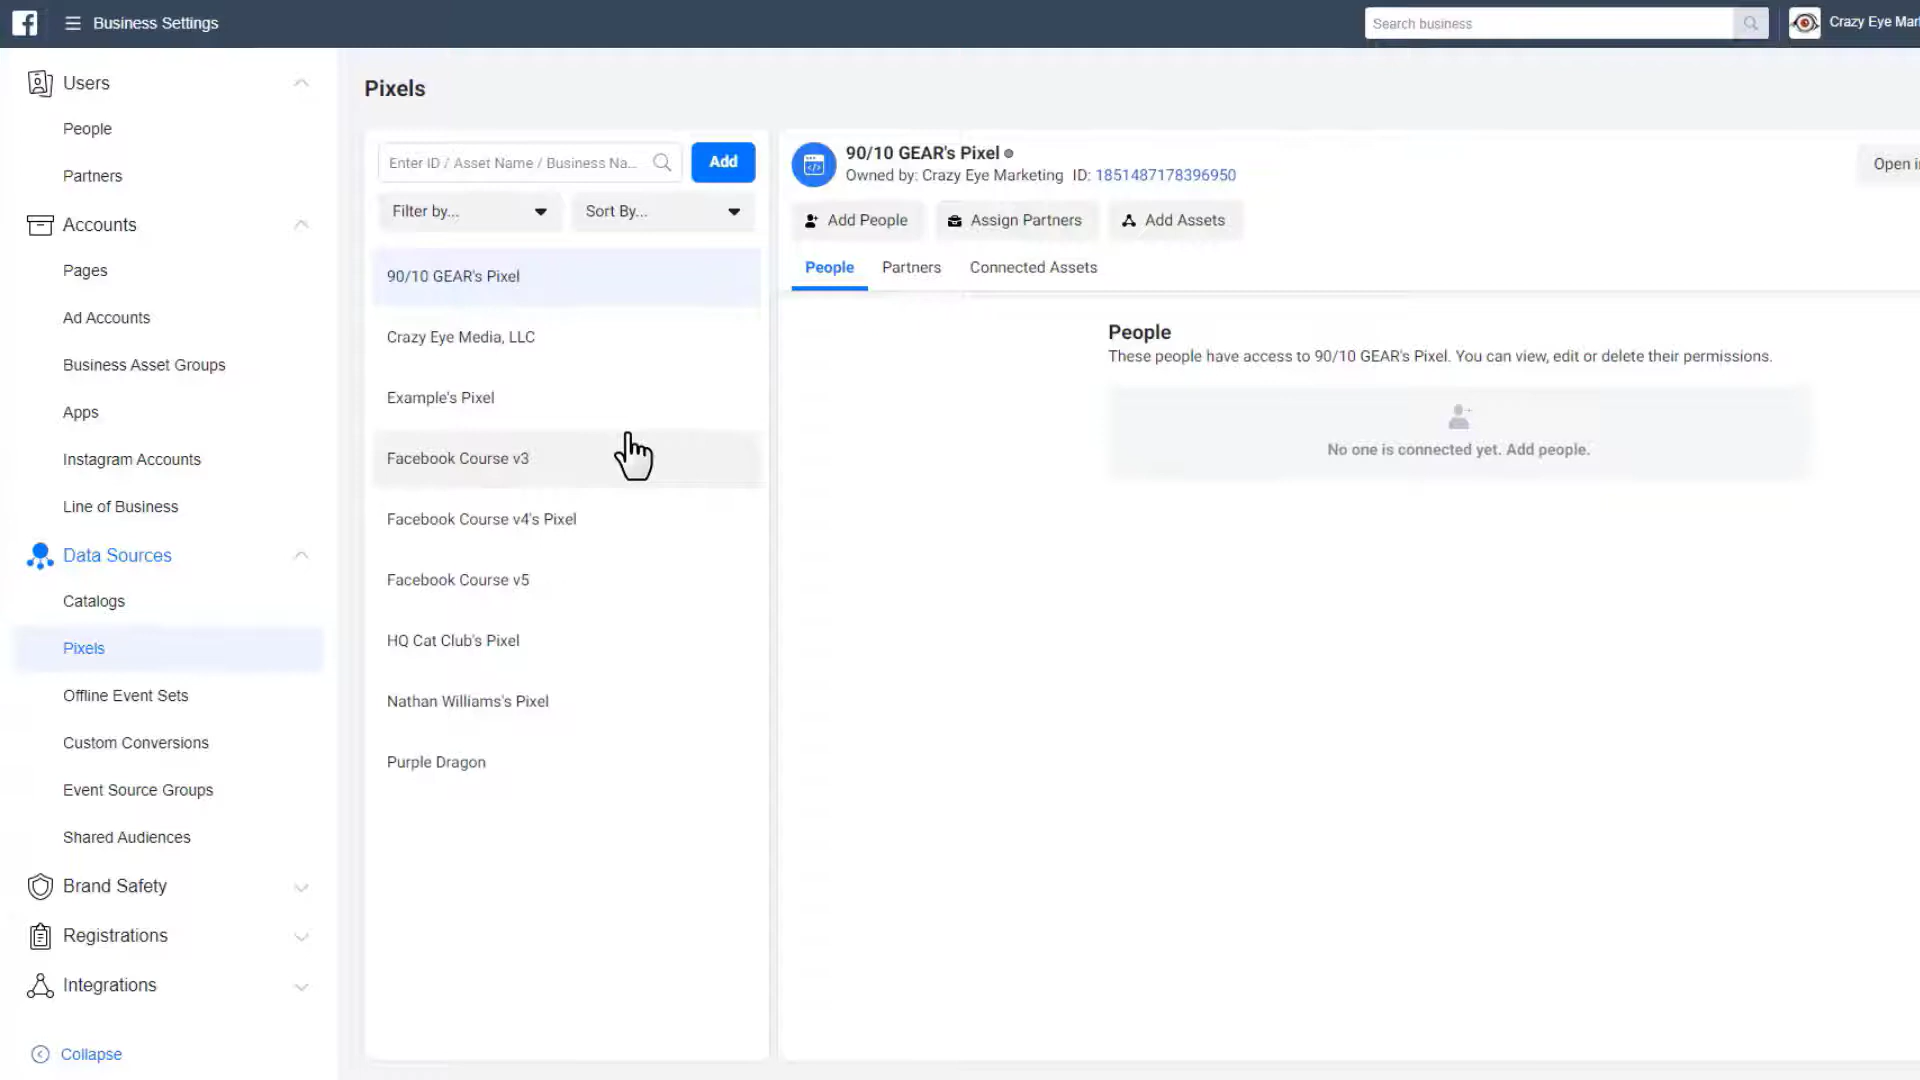 Business Settings
Search business
Crazy Eye Mar
Users
People
Partners
Accounts
Pages
Ad Accounts
Business Asset Groups
Apps
Instagram Accounts
Line of Business
Data Sources
Catalogs
Pixels
Offline Event Sets
Custom Conversions
Event Source Groups
Shared Audiences
Brand Safety
Registrations
Integrations
Collapse
Pixels
Enter ID / Asset Name / Business Na...
Add
Filter by...
Sort By...
90/10 GEAR's Pixel
Crazy Eye Media, LLC
Example's Pixel
Facebook Course v3
Facebook Course v4's Pixel
Facebook Course v5
HQ Cat Club's Pixel
Nathan Williams's Pixel
Purple Dragon
90/10 GEAR's Pixel
Owned by: Crazy Eye Marketing ID: 1851487178396950
Open i
Add People
Assign Partners
Add Assets
People
Partners
Connected Assets
People
These people have access to 90/10 GEAR's Pixel. You can view, edit or delete their permissions.
No one is connected yet. Add people.